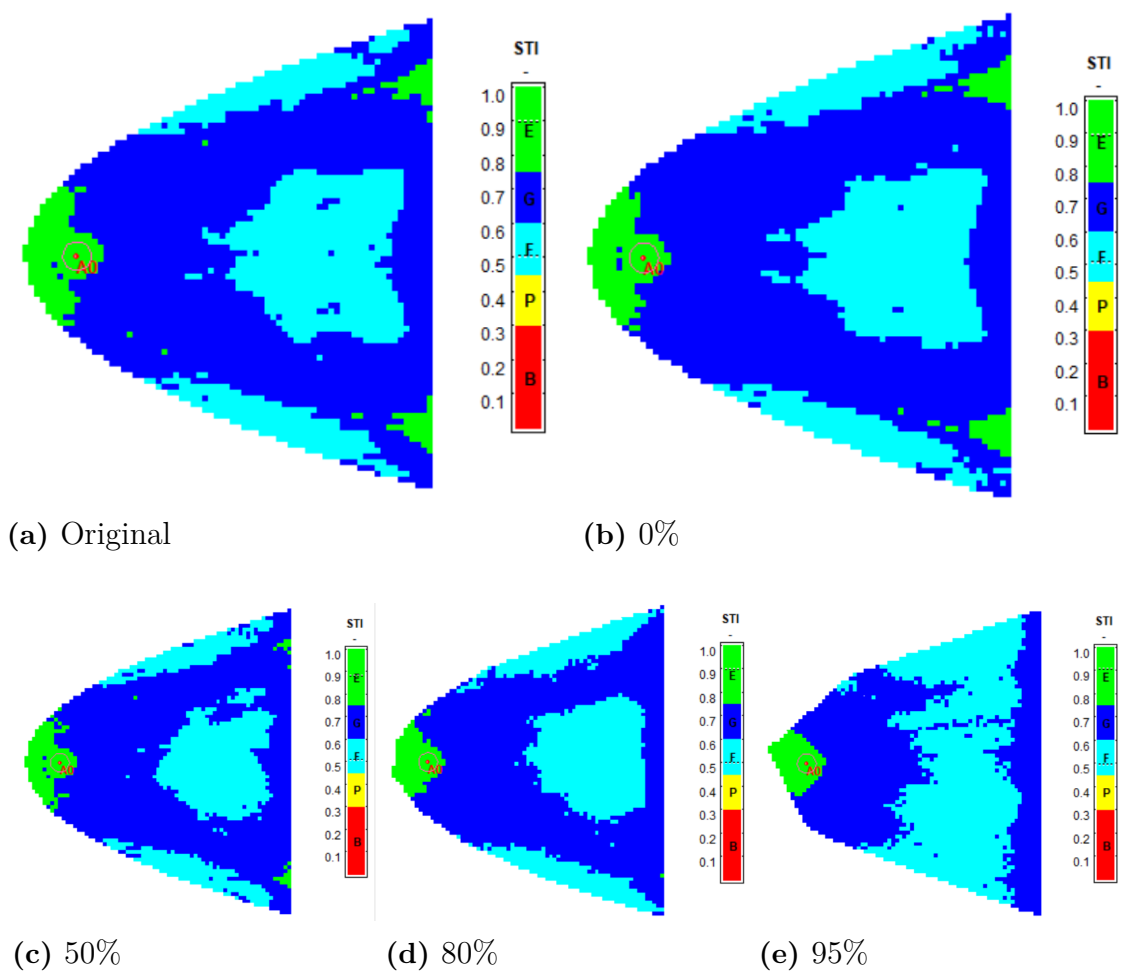 STI
-
1.0
0.9
E
0.8
0.7
G
0.6
F
0.5
0.4
P
0.3
0.2
B
0.1
A0
STI
-
1.0
0.9
E
0.8
0.7
G
0.6
F
0.5
0.4
P
0.3
0.2
B
0.1
A0
(a) Original
(b) 0%
STI
-
1.0
0.9
E
0.8
0.7
G
0.6
F
0.5
0.4
P
0.3
0.2
B
0.1
A0
STI
-
1.0
0.9
E
0.8
0.7
G
0.6
F
0.5
0.4
P
0.3
0.2
B
0.1
A0
STI
-
1.0
0.9
E
0.8
0.7
G
0.6
F
0.5
0.4
P
0.3
0.2
B
0.1
A0
(c) 50%
(d) 80%
(e) 95%